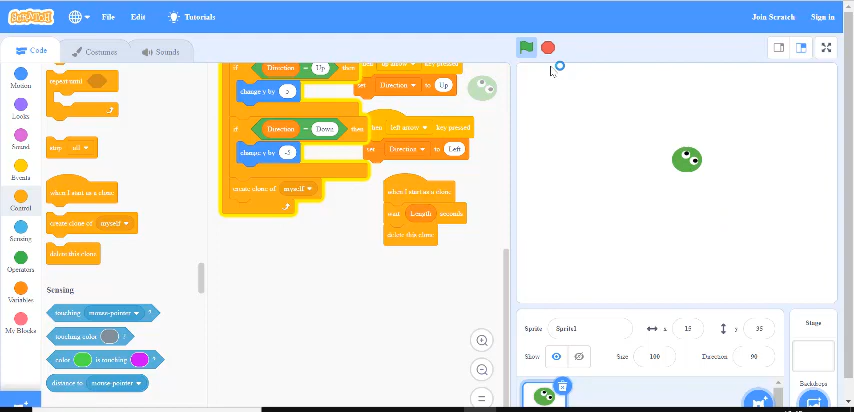 SCRATCH File Edit Tutorials Join Scratch Sign in
Code Costumes Sounds
Motion
Looks
Sound
Events
Control
Sensing
Operators
Variables
My Blocks
repeat until
stop all
when I start as a clone
create clone of myself
delete this clone
Sensing
touching mouse-pointer ?
touching color ?
color is touching ?
distance to mouse-pointer
if Direction = Up then
change y by 5
if Direction = Down then
change y by -5
create clone of myself
key pressed
set Direction to Up
left arrow key pressed
set Direction to Left
when I start as a clone
wait Length seconds
delete this clone
Sprite Sprite1 x 15 y 35
Show Size 100 Direction 90
Stage
Backdrops